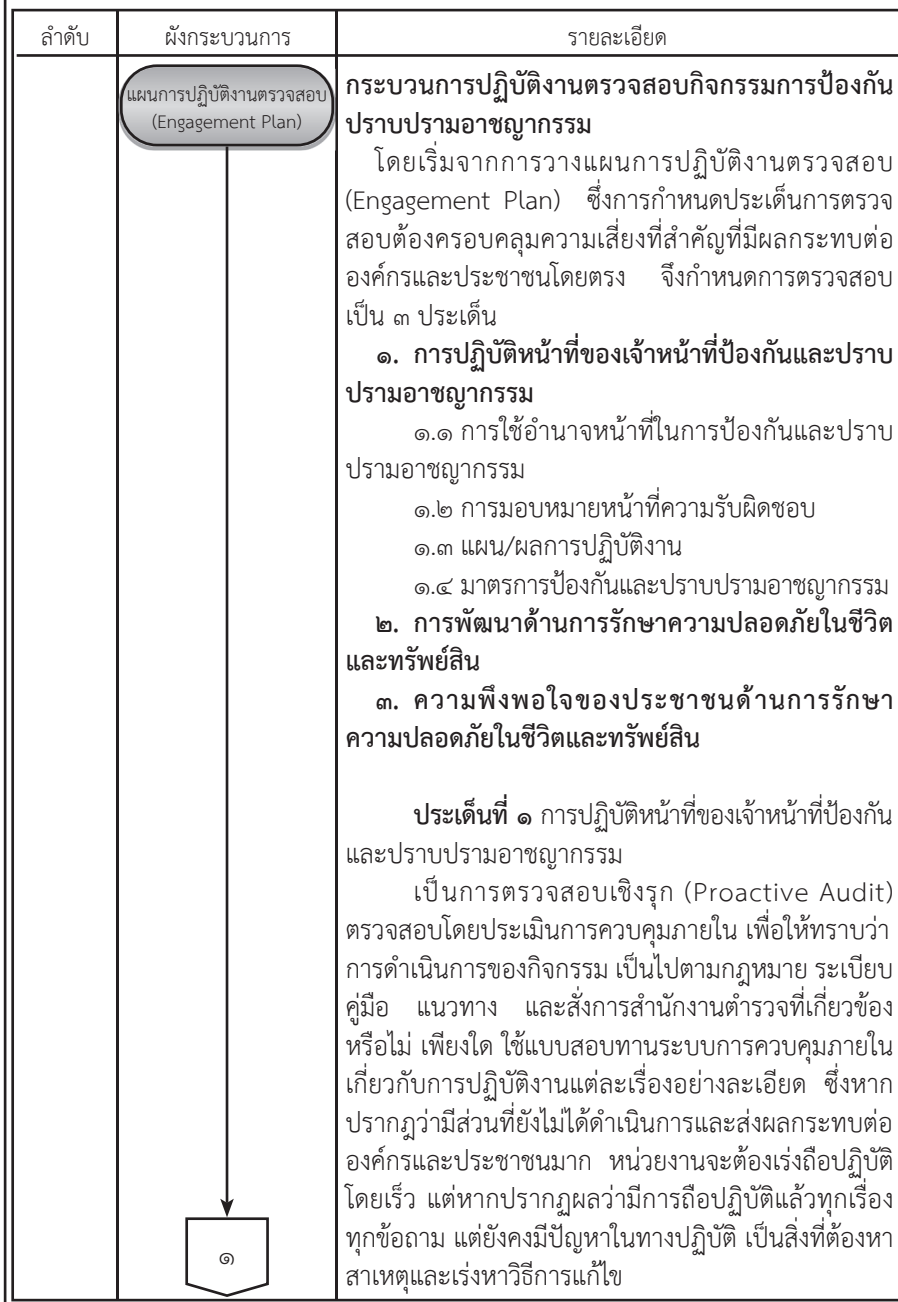 ลำดับ
ผังกระบวนการ
รายละเอียด
แผนการปฏิบัติงานตรวจสอบ
(Engagement Plan)
กระบวนการปฏิบัติงานตรวจสอบกิจกรรมการป้องกัน
ปราบปรามอาชญากรรม
โดยเริ่มจากการวางแผนการปฏิบัติงานตรวจสอบ
(Engagement Plan) ซึ่งการกำหนดประเด็นการตรวจ
สอบต้องครอบคลุมความเสี่ยงที่สำคัญที่มีผลกระทบต่อ
องค์กรและประชาชนโดยตรง จึงกำหนดการตรวจสอบ
เป็น ๓ ประเด็น
๑. การปฏิบัติหน้าที่ของเจ้าหน้าที่ป้องกันและปราบ
ปรามอาชญากรรม
๑.๑ การใช้อำนาจหน้าที่ในการป้องกันและปราบ
ปรามอาชญากรรม
๑.๒ การมอบหมายหน้าที่ความรับผิดชอบ
๑.๓ แผน/ผลการปฏิบัติงาน
๑.๔ มาตรการป้องกันและปราบปรามอาชญากรรม
๒. การพัฒนาด้านการรักษาความปลอดภัยในชีวิต
และทรัพย์สิน
๓. ความพึงพอใจของประชาชนด้านการรักษา
ความปลอดภัยในชีวิตและทรัพย์สิน
ประเด็นที่ ๑ การปฏิบัติหน้าที่ของเจ้าหน้าที่ป้องกัน
และปราบปรามอาชญากรรม
เป็นการตรวจสอบเชิงรุก (Proactive Audit)
ตรวจสอบโดยประเมินการควบคุมภายใน เพื่อให้ทราบว่า
การดำเนินการของกิจกรรม เป็นไปตามกฎหมาย ระเบียบ
คู่มือ แนวทาง และสั่งการสำนักงานตำรวจที่เกี่ยวข้อง
หรือไม่ เพียงใด ใช้แบบสอบทานระบบการควบคุมภายใน
เกี่ยวกับการปฏิบัติงานแต่ละเรื่องอย่างละเอียด ซึ่งหาก
ปรากฎว่ามีส่วนที่ยังไม่ได้ดำเนินการและส่งผลกระทบต่อ
องค์กรและประชาชนมาก หน่วยงานจะต้องเร่งถือปฏิบัติ
โดยเร็ว แต่หากปรากฏผลว่ามีการถือปฏิบัติแล้วทุกเรื่อง
ทุกข้อถาม แต่ยังคงมีปัญหาในทางปฏิบัติ เป็นสิ่งที่ต้องหา
สาเหตุและเร่งหาวิธีการแก้ไข
๑